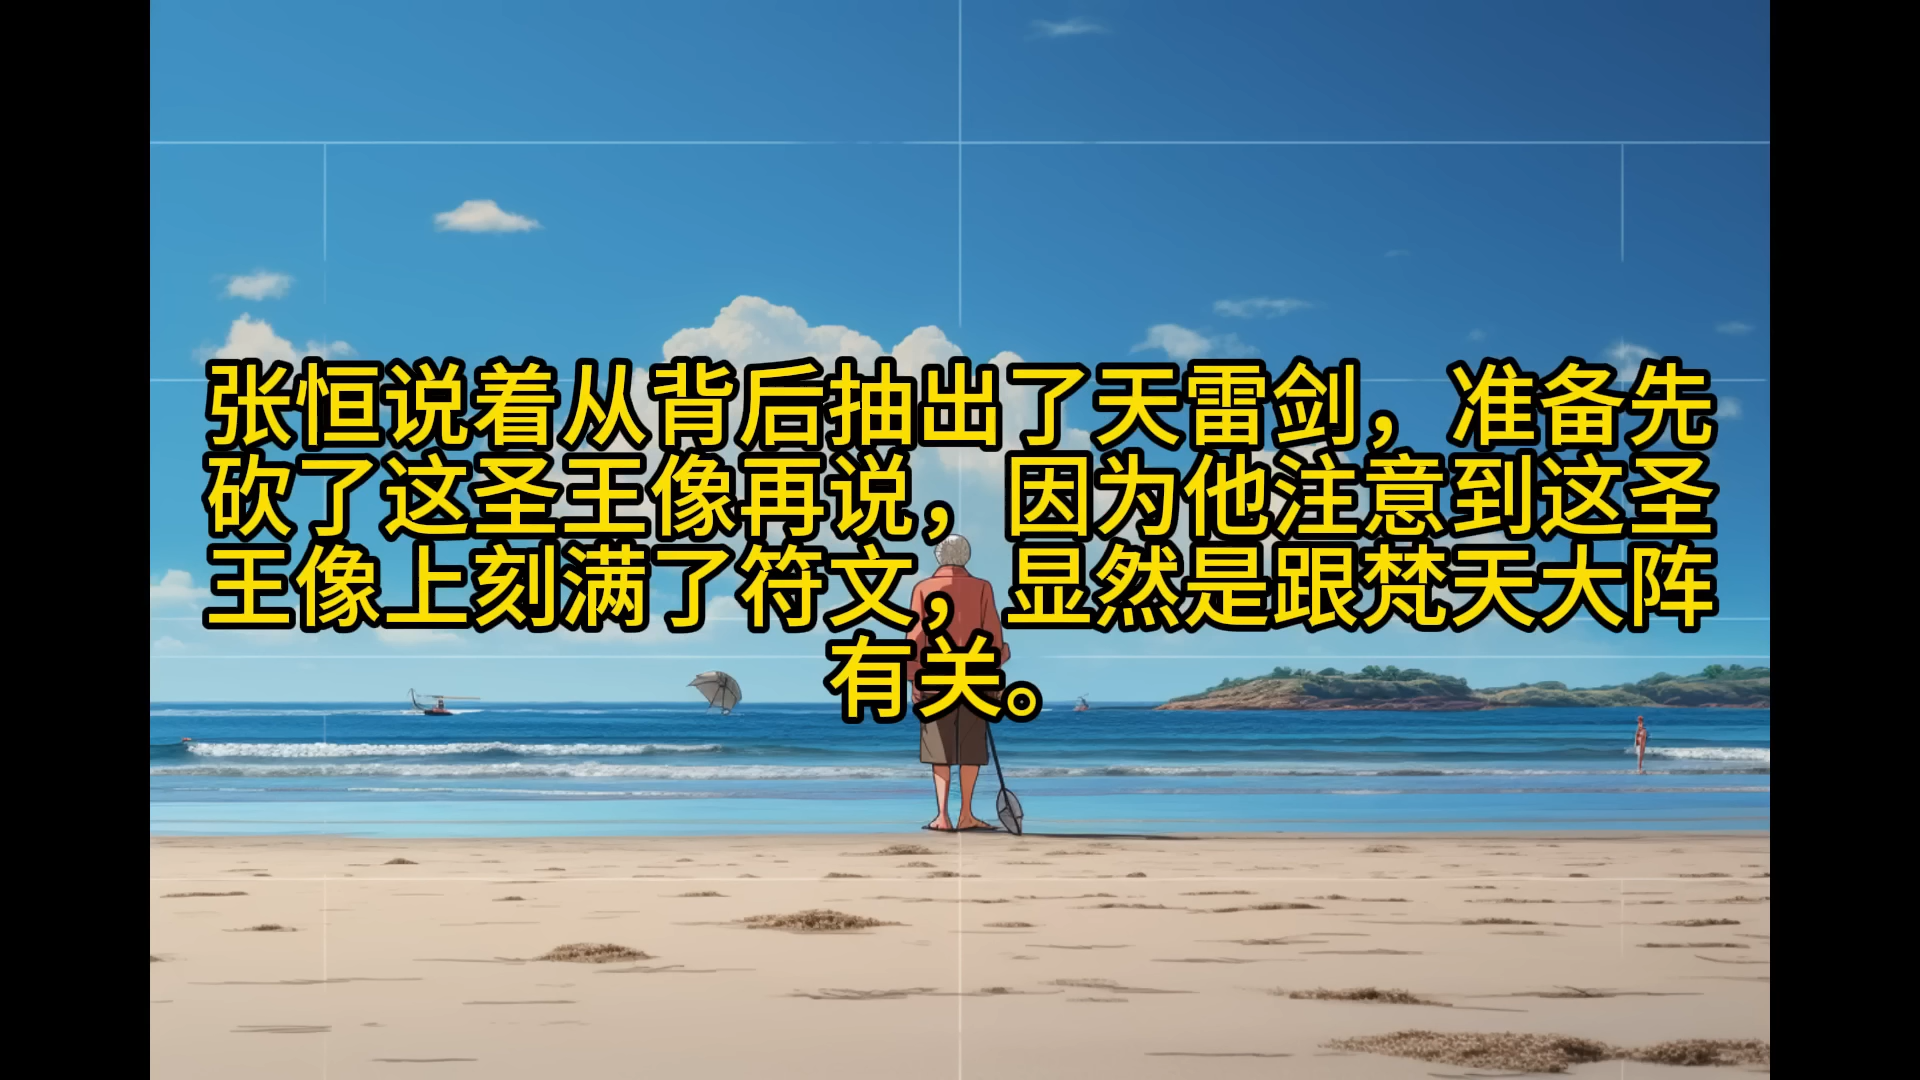 张恒说着从背后抽出了天雷剑，准备先
砍了这圣王像再说，因为他注意到这圣
王像上刻满了符文，显然是跟梵天大阵
有关。